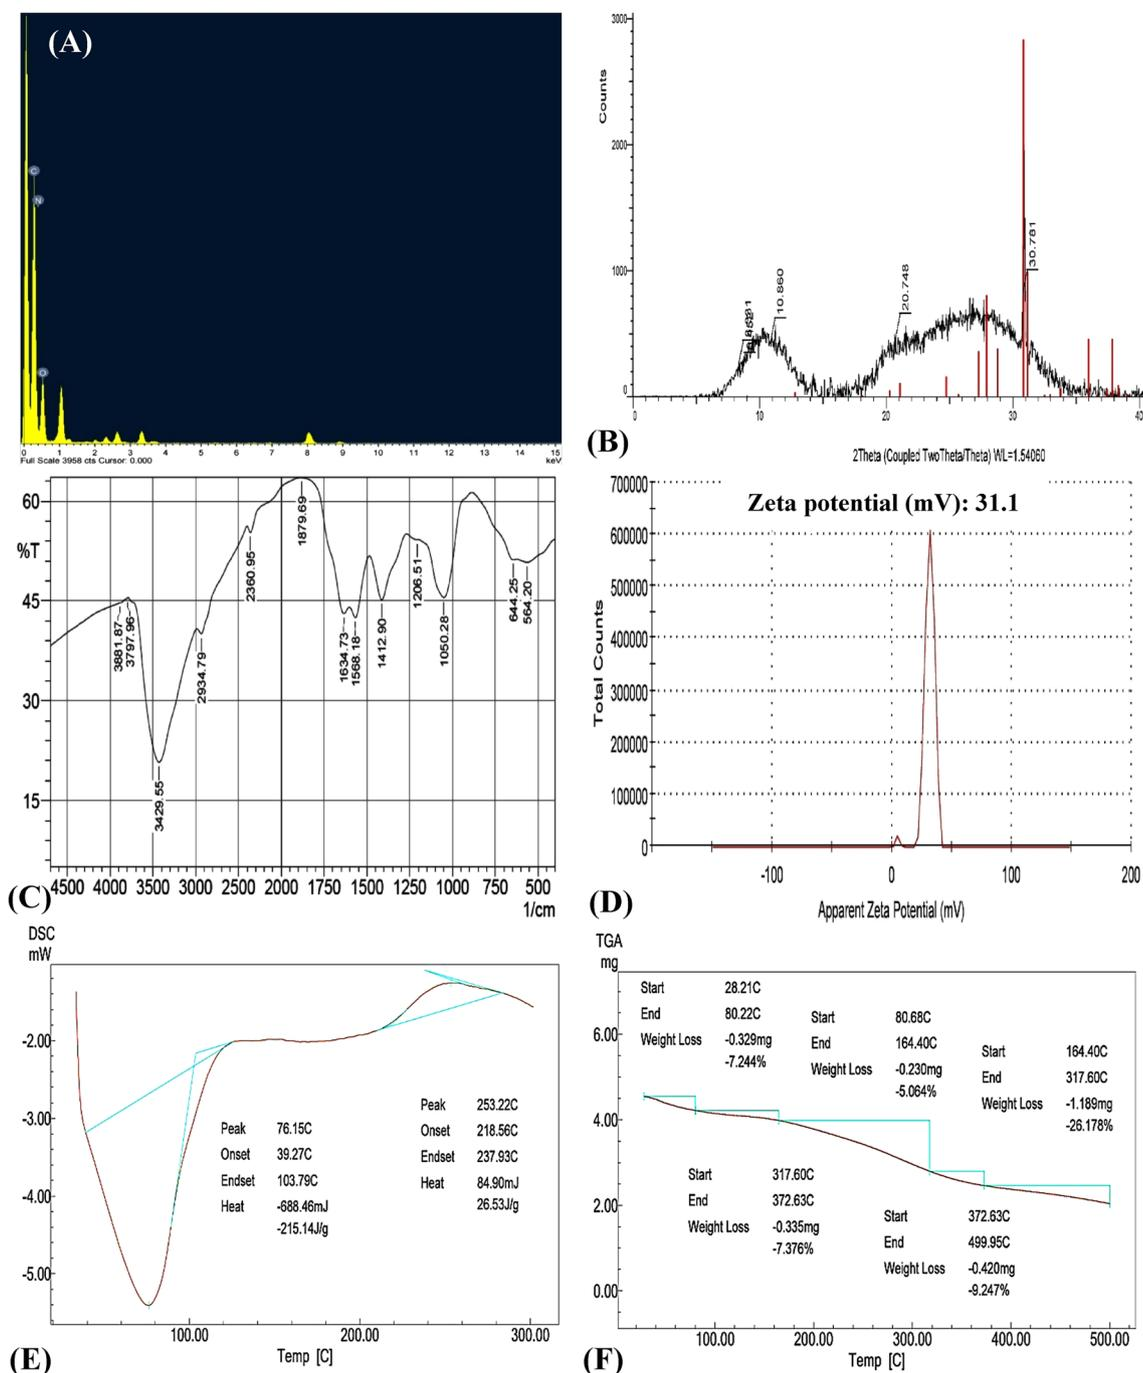 (A)
C
N
O
0 1 2 3 4 5 6 7 8 9 10 11 12 13 14 15
Full Scale 3958 cts Cursor: 0.000
keV
Counts
3000
2000
1000
0
10.860
20.748
30.781
0 10 20 30 40
(B)
2Theta (Coupled TwoTheta/Theta) WL=1.54060
%T
60
45
30
15
3881.87
3797.96
3429.55
2934.79
2360.95
1879.69
1634.73
1568.18
1412.90
1206.51
1050.28
644.25
564.20
4500 4000 3500 3000 2500 2000 1750 1500 1250 1000 750 500
1/cm
(C)
Zeta potential (mV): 31.1
Total Counts
700000
600000
500000
400000
300000
200000
100000
0
-100 0 100 200
Apparent Zeta Potential (mV)
(D)
DSC
mW
-2.00
-3.00
-4.00
-5.00
Peak 76.15C
Onset 39.27C
Endset 103.79C
Heat -688.46mJ
-215.14J/g
Peak 253.22C
Onset 218.56C
Endset 237.93C
Heat 84.90mJ
26.53J/g
100.00 200.00 300.00
Temp [C]
(E)
TGA
mg
6.00
4.00
2.00
0.00
Start 28.21C
End 80.22C
Weight Loss -0.329mg
-7.244%
Start 80.68C
End 164.40C
Weight Loss -0.230mg
-5.064%
Start 164.40C
End 317.60C
Weight Loss -1.189mg
-26.178%
Start 317.60C
End 372.63C
Weight Loss -0.335mg
-7.376%
Start 372.63C
End 499.95C
Weight Loss -0.420mg
-9.247%
100.00 200.00 300.00 400.00 500.00
Temp [C]
(F)